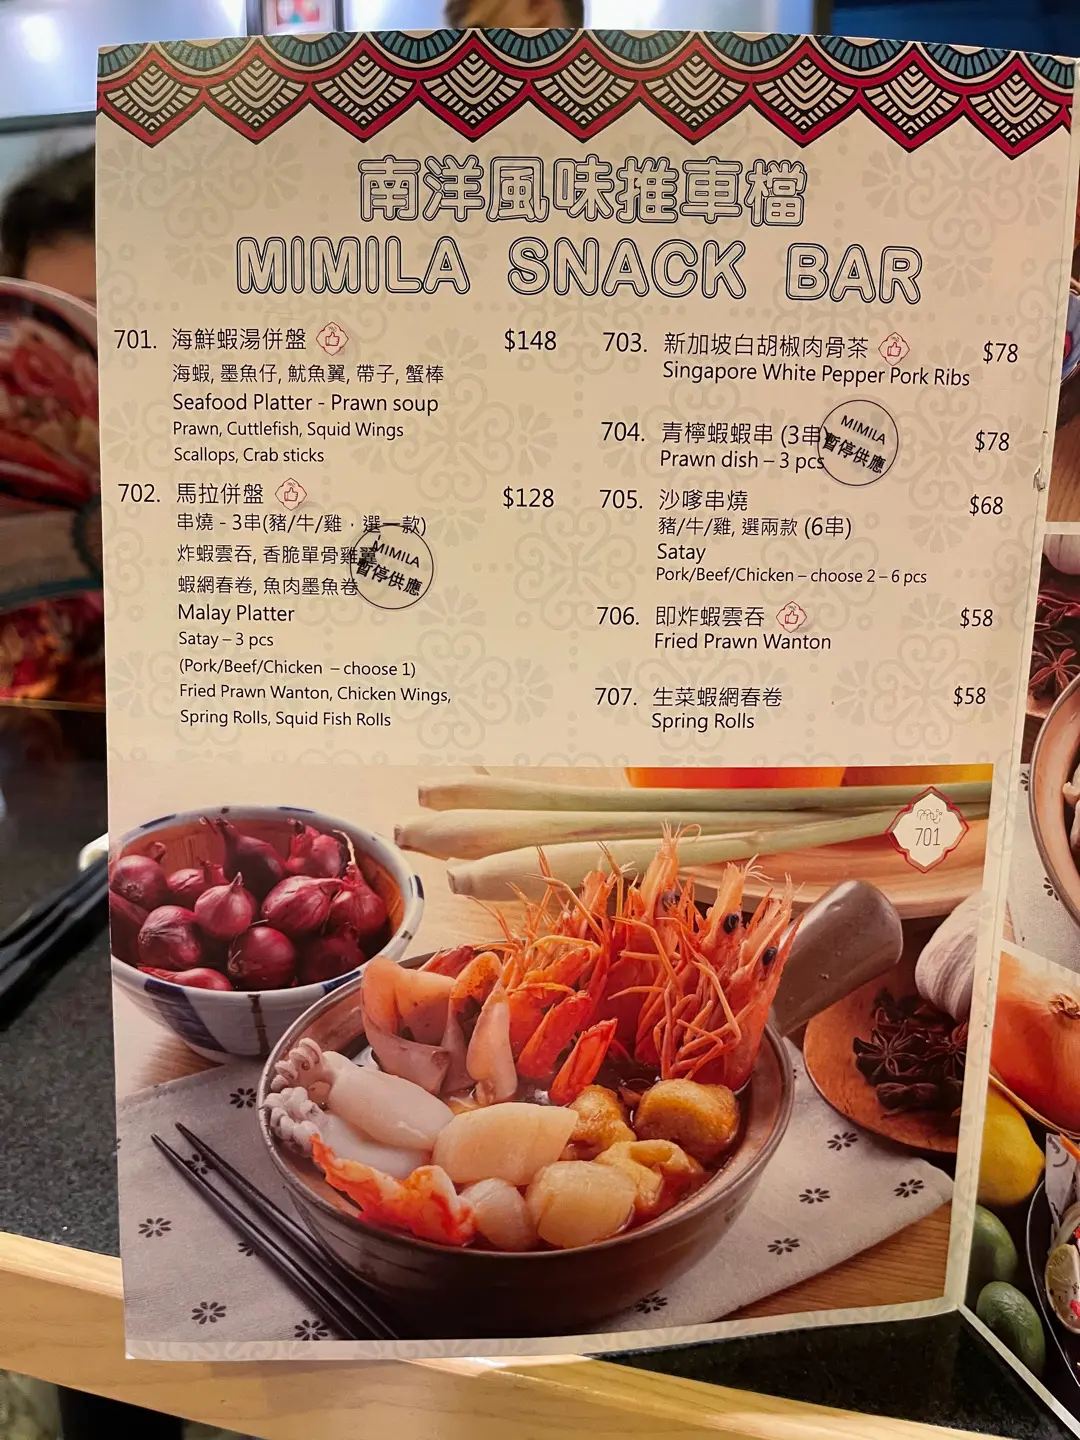 南洋風味推車檔
MIMILA SNACK BAR
701. 海鮮蝦湯併盤 $148
海蝦, 墨魚仔, 魷魚翼, 帶子, 蟹棒
Seafood Platter - Prawn soup
Prawn, Cuttlefish, Squid Wings
Scallops, Crab sticks
702. 馬拉併盤 $128
串燒 - 3串(豬/牛/雞，選一款)
炸蝦雲吞, 香脆單骨雞翼
蝦網春卷, 魚肉墨魚卷
MIMILA
暫停供應
Malay Platter
Satay – 3 pcs
(Pork/Beef/Chicken – choose 1)
Fried Prawn Wanton, Chicken Wings,
Spring Rolls, Squid Fish Rolls
703. 新加坡白胡椒肉骨茶 $78
Singapore White Pepper Pork Ribs
704. 青檸蝦蝦串 (3串 $78
Prawn dish – 3 pcs
MIMILA
暫停供應
705. 沙嗲串燒 $68
豬/牛/雞, 選兩款 (6串)
Satay
Pork/Beef/Chicken – choose 2 – 6 pcs
706. 即炸蝦雲吞 $58
Fried Prawn Wanton
707. 生菜蝦網春卷 $58
Spring Rolls
701